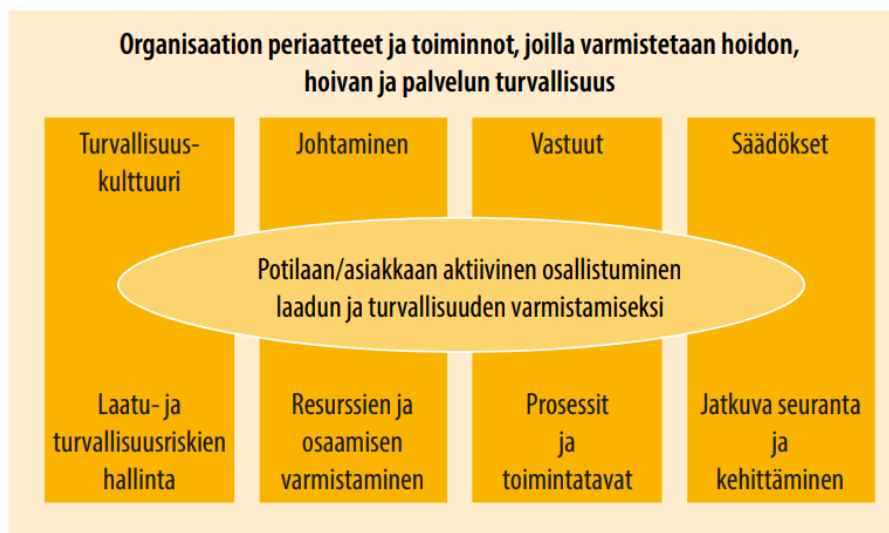 Organisaation periaatteet ja toiminnot, joilla varmistetaan hoidon,
hoivan ja palvelun turvallisuus
Turvallisuus-
kulttuuri
Johtaminen
Vastuut
Säädökset
Potilaan/asiakkaan aktiivinen osallistuminen
laadun ja turvallisuuden varmistamiseksi
Laatu- ja
turvallisuusriskien
hallinta
Resurssien ja
osaamisen
varmistaminen
Prosessit
ja
toimintatavat
Jatkuva seuranta
ja
kehittäminen